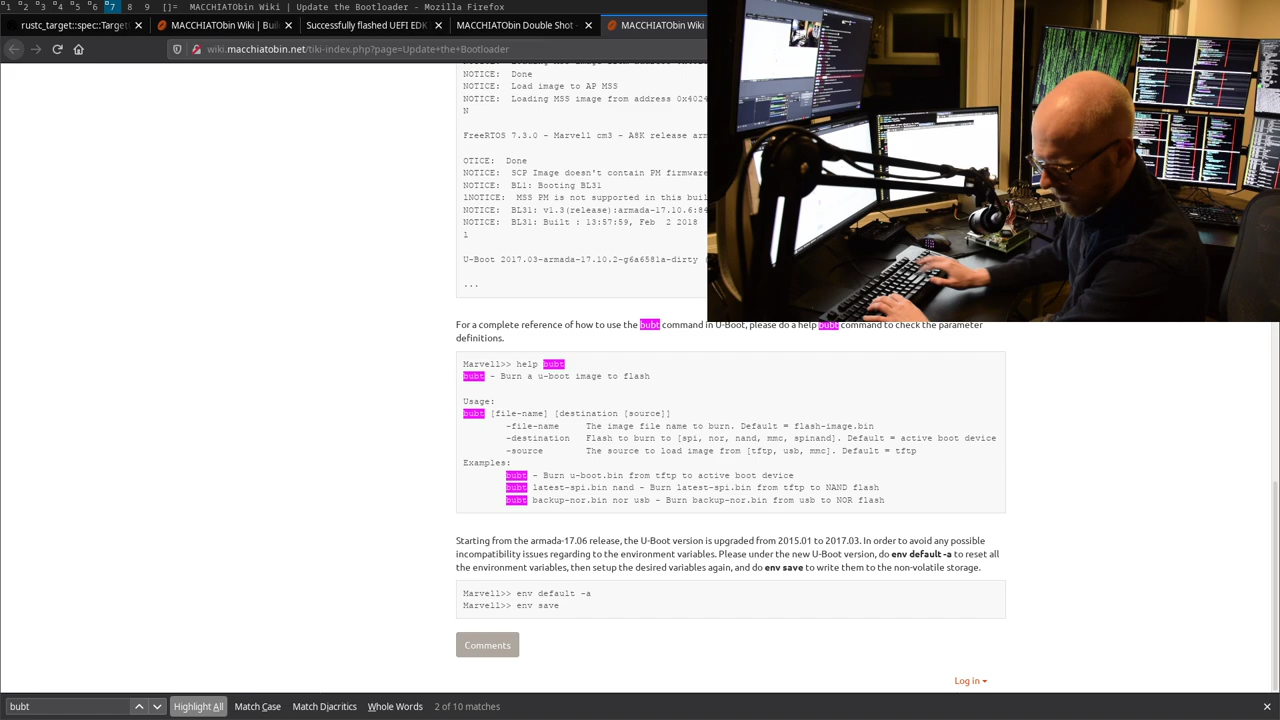 1 2 3 4 5 6 7 8 9 []= MACCHIATObin Wiki | Update the Bootloader - Mozilla Firefox
rustc_target::spec::Target MACCHIATObin Wiki | Buil Successfully flashed UEFI EDK MACCHIATObin Double Shot - MACCHIATObin Wiki
wiki.macchiatobin.net/tiki-index.php?page=Update+the+Bootloader
NOTICE: Done
NOTICE: Load image to AP MSS
NOTICE: Loading MSS image from address 0x4024
N
FreeRTOS 7.3.0 - Marvell cm3 - A8K release arm
OTICE: Done
NOTICE: SCP Image doesn't contain PM firmware
NOTICE: BL1: Booting BL31
lNOTICE: MSS PM is not supported in this buil
NOTICE: BL31: v1.3(release):armada-17.10.6:84
NOTICE: BL31: Built : 13:57:59, Feb 2 2018
l
U-Boot 2017.03-armada-17.10.2-g6a6581a-dirty (
...
For a complete reference of how to use the bubt command in U-Boot, please do a help bubt command to check the parameter
definitions.
Marvell>> help bubt
bubt - Burn a u-boot image to flash
Usage:
bubt [file-name] [destination [source]]
-file-name The image file name to burn. Default = flash-image.bin
-destination Flash to burn to [spi, nor, nand, mmc, spinand]. Default = active boot device
-source The source to load image from [tftp, usb, mmc]. Default = tftp
Examples:
bubt - Burn u-boot.bin from tftp to active boot device
bubt latest-spi.bin nand - Burn latest-spi.bin from tftp to NAND flash
bubt backup-nor.bin nor usb - Burn backup-nor.bin from usb to NOR flash
Starting from the armada-17.06 release, the U-Boot version is upgraded from 2015.01 to 2017.03. In order to avoid any possible
incompatibility issues regarding to the environment variables. Please under the new U-Boot version, do env default -a to reset all
the environment variables, then setup the desired variables again, and do env save to write them to the non-volatile storage.
Marvell>> env default -a
Marvell>> env save
Comments
Log in
bubt Highlight All Match Case Match Diacritics Whole Words 2 of 10 matches